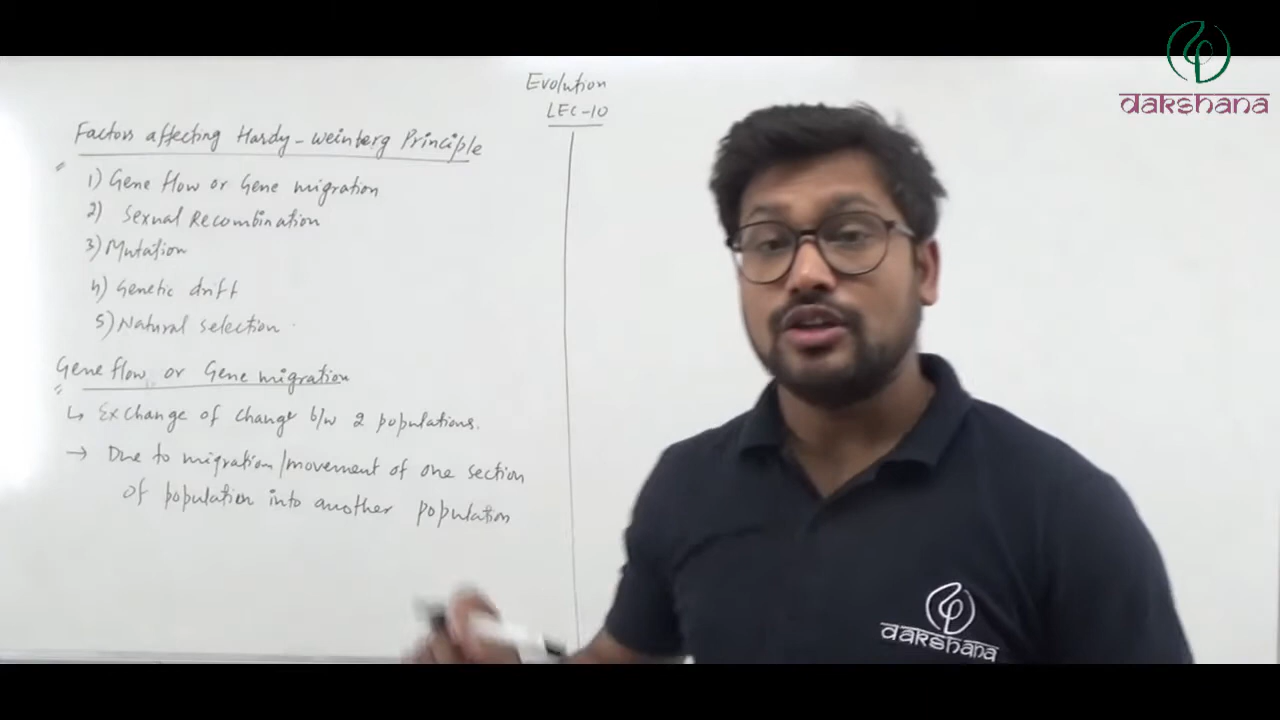 Evolution
LEC-10
Factors affecting Hardy-Weinberg Principle
1) Gene flow or Gene migration
2) Sexual Recombination
3) Mutation
4) Genetic drift
5) Natural selection
Gene flow or Gene migration
↳ Exchange of change b/w 2 populations.
→ Due to migration/movement of one section
of population into another population
dakshana
dakshana